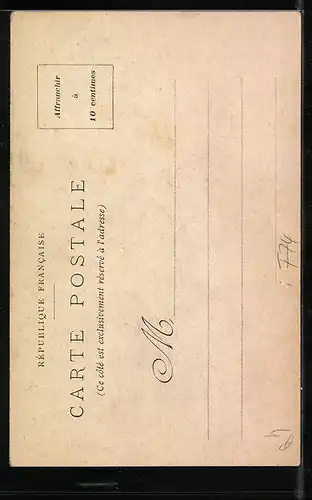 RÉPUBLIQUE FRANÇAISE
CARTE POSTALE
(Ce côté est exclusivement réservé à l'adresse)
Affranchir
à
10 centimes
M